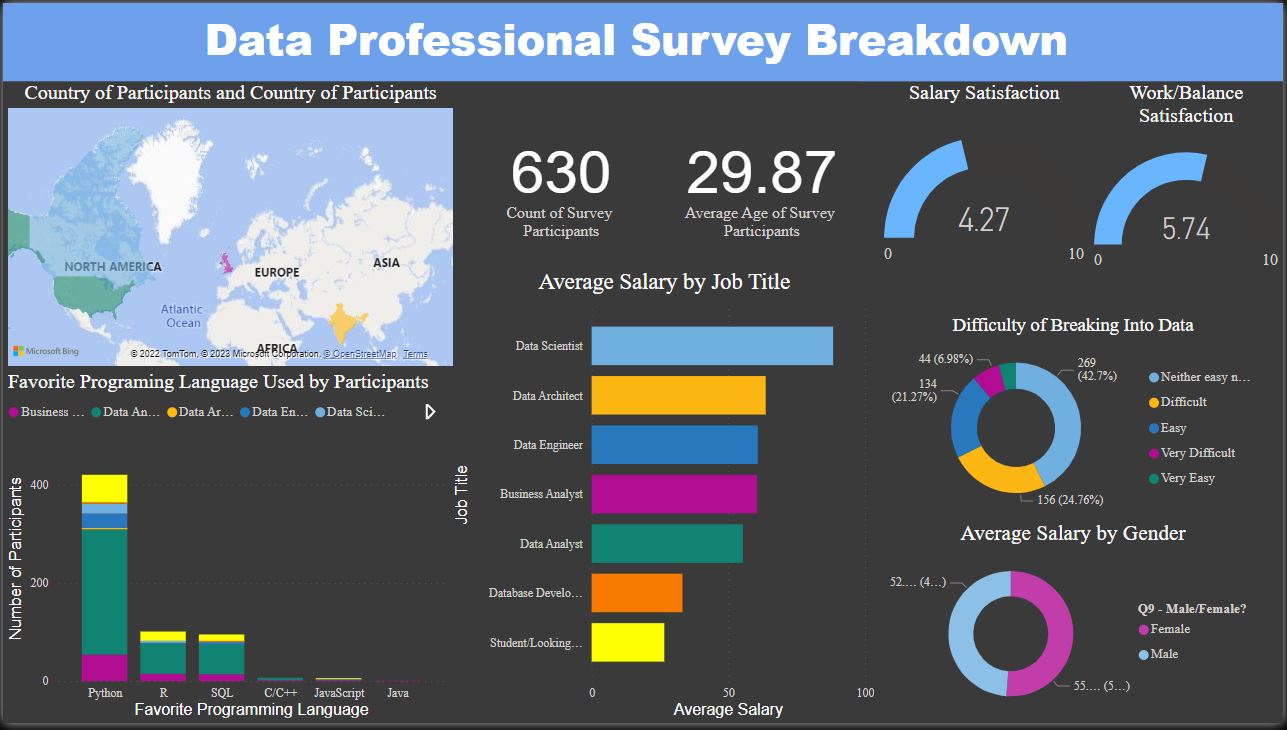 Data Professional Survey Breakdown
Country of Participants and Country of Participants
NORTH AMERICA
EUROPE
ASIA
Atlantic
Ocean
AFRICA
Microsoft Bing
© 2022 TomTom, © 2023 Microsoft Corporation, © OpenStreetMap Terms
630
Count of Survey
Participants
29.87
Average Age of Survey
Participants
Salary Satisfaction
4.27
0
10
Work/Balance
Satisfaction
5.74
0
10
Favorite Programing Language Used by Participants
Business ...
Data An...
Data Ar...
Data En...
Data Sci...
Number of Participants
400
200
0
Python
R
SQL
C/C++
JavaScript
Java
Favorite Programming Language
Average Salary by Job Title
Job Title
Data Scientist
Data Architect
Data Engineer
Business Analyst
Data Analyst
Database Develo...
Student/Looking...
0
50
100
Average Salary
Difficulty of Breaking Into Data
44 (6.98%)
134
(21.27%)
269
(42.7%)
156 (24.76%)
Neither easy n...
Difficult
Easy
Very Difficult
Very Easy
Average Salary by Gender
52.... (4...)
55.... (5...)
Q9 - Male/Female?
Female
Male